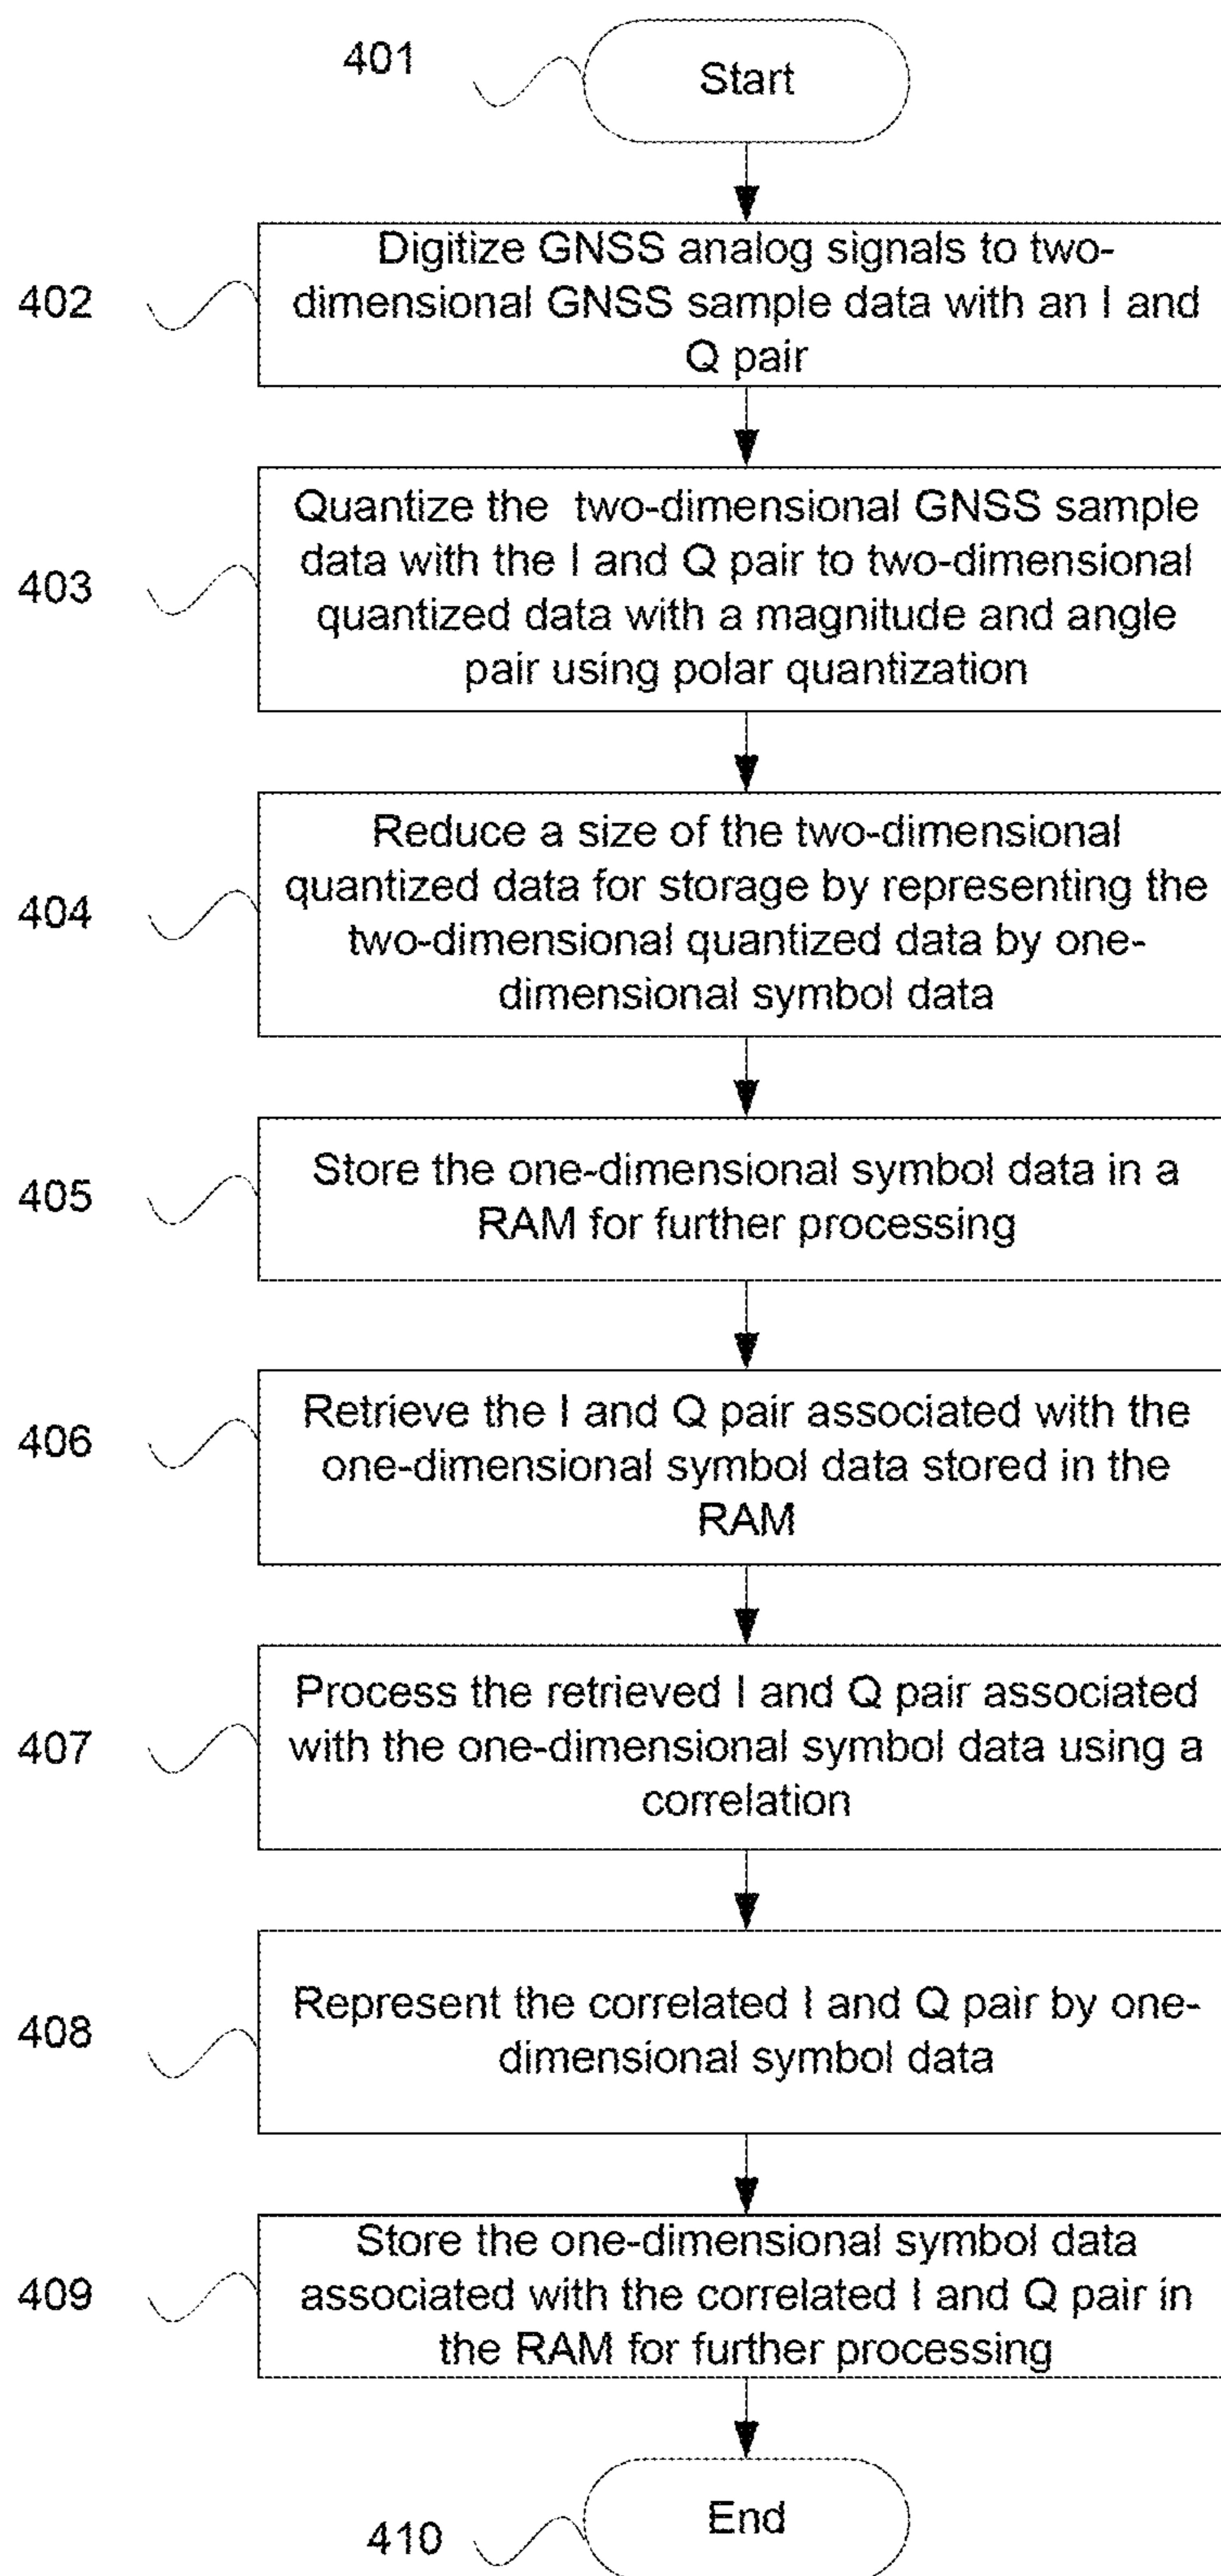 401
Start
402
Digitize GNSS analog signals to two-
dimensional GNSS sample data with an I and
Q pair
403
Quantize the two-dimensional GNSS sample
data with the I and Q pair to two-dimensional
quantized data with a magnitude and angle
pair using polar quantization
404
Reduce a size of the two-dimensional
quantized data for storage by representing the
two-dimensional quantized data by one-
dimensional symbol data
405
Store the one-dimensional symbol data in a
RAM for further processing
406
Retrieve the I and Q pair associated with the
one-dimensional symbol data stored in the
RAM
407
Process the retrieved I and Q pair associated
with the one-dimensional symbol data using a
correlation
408
Represent the correlated I and Q pair by one-
dimensional symbol data
409
Store the one-dimensional symbol data
associated with the correlated I and Q pair in
the RAM for further processing
410
End